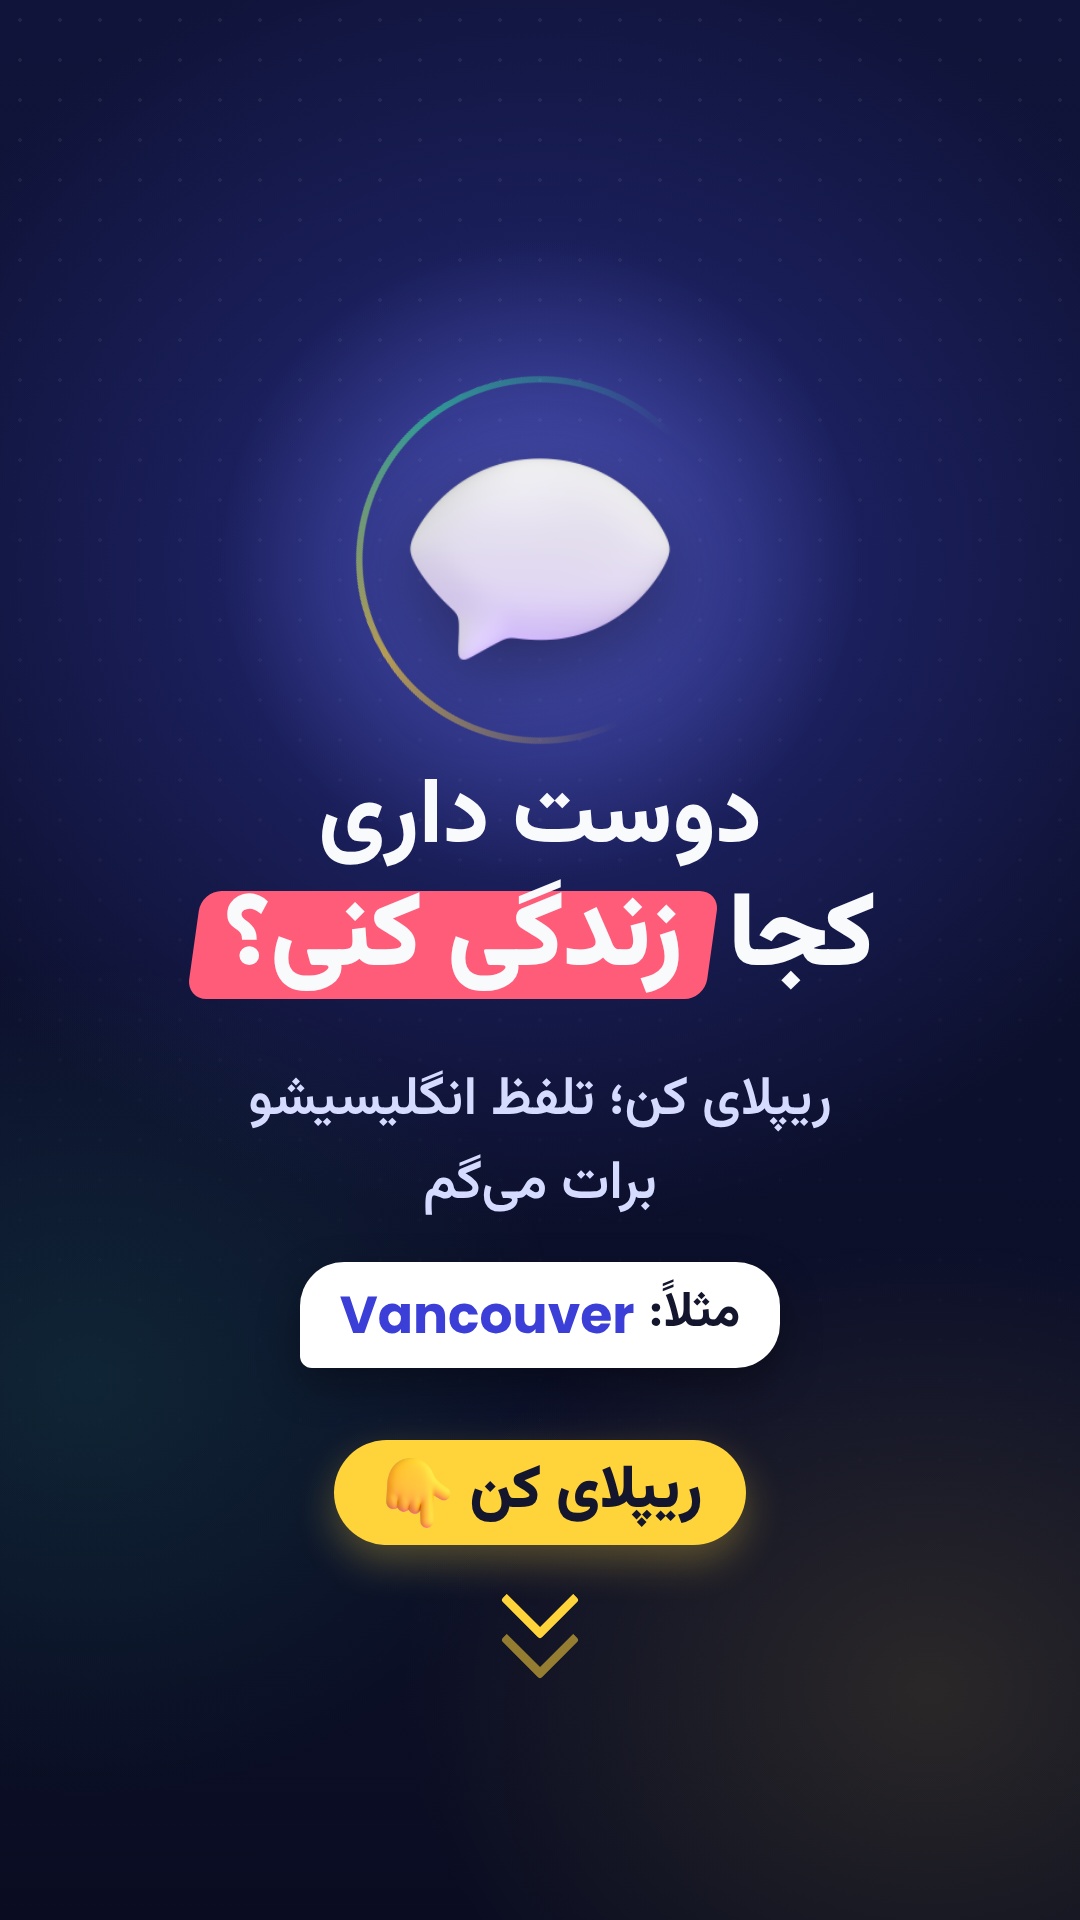 دوست داری
کجا زندگی کنی؟
ریپلای کن؛ تلفظ انگلیسیشو
برات می‌گم
مثلاً: Vancouver
ریپلای کن 👇